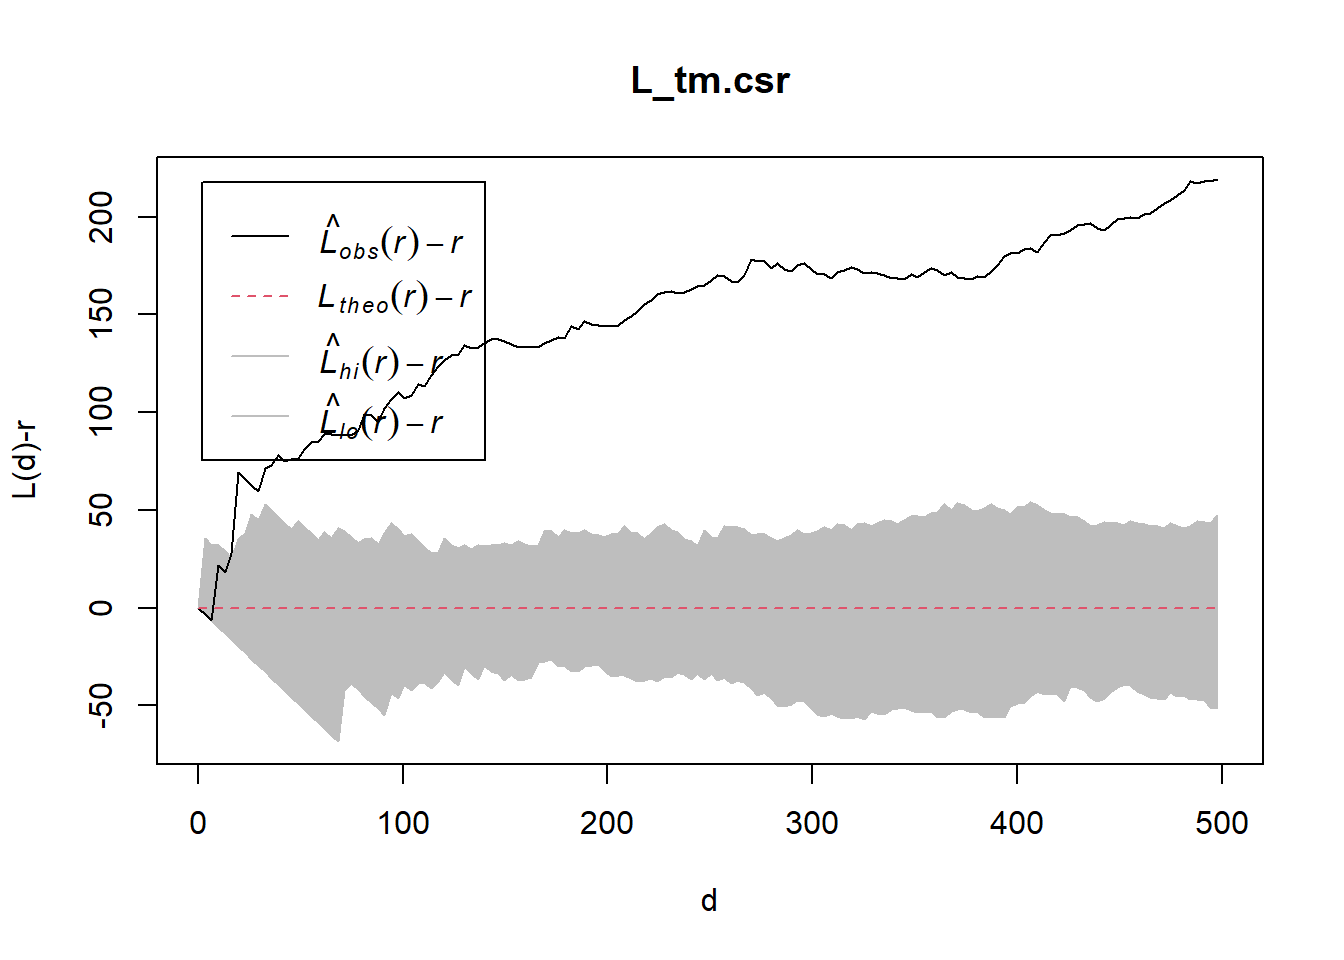 L_tm.csr
L̂obs(r) – r
Ltheo(r) – r
L̂hi(r) – r
L̂lo(r) – r
L(d)-r
200
150
100
50
0
-50
0 100 200 300 400 500
d